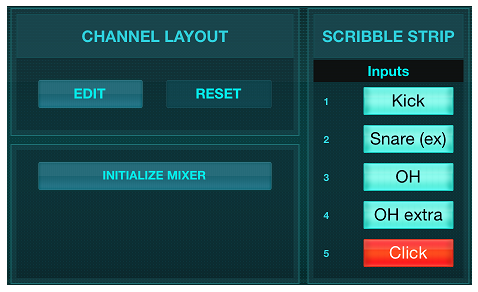 CHANNEL LAYOUT
EDIT
RESET
INITIALIZE MIXER
SCRIBBLE STRIP
Inputs
1 Kick
2 Snare (ex)
3 OH
4 OH extra
5 Click